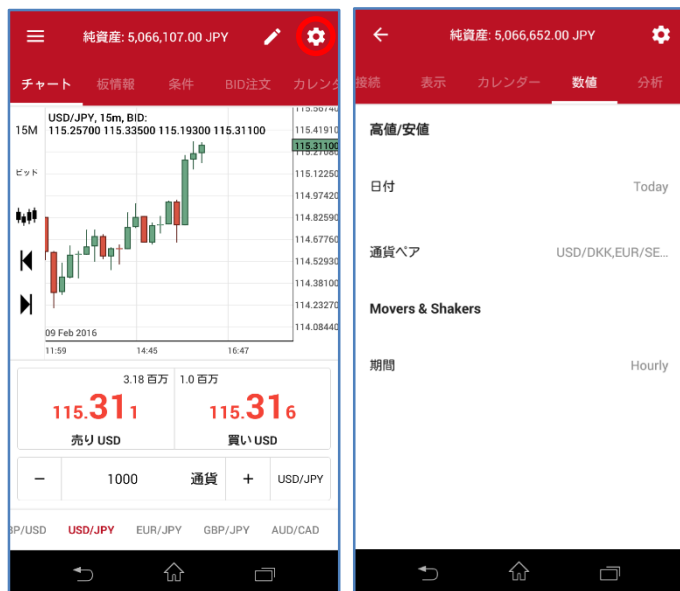 純資産: 5,066,107.00 JPY
チャート 板情報 条件 BID注文 カレンダ
USD/JPY, 15m, BID:
15M 115.25700 115.33500 115.19300 115.31100
ビッド
115.56740
115.41910
115.31100
115.27080
115.12250
114.97420
114.82590
114.67760
114.52930
114.38100
114.23270
114.08440
09 Feb 2016
11:59 14:45 16:47
3.18 百万 1.0 百万
115.311 115.316
売り USD 買い USD
− 1000 通貨 + USD/JPY
BP/USD USD/JPY EUR/JPY GBP/JPY AUD/CAD
純資産: 5,066,652.00 JPY
接続 表示 カレンダー 数値 分析
高値/安値
日付 Today
通貨ペア USD/DKK,EUR/SE...
Movers & Shakers
期間 Hourly